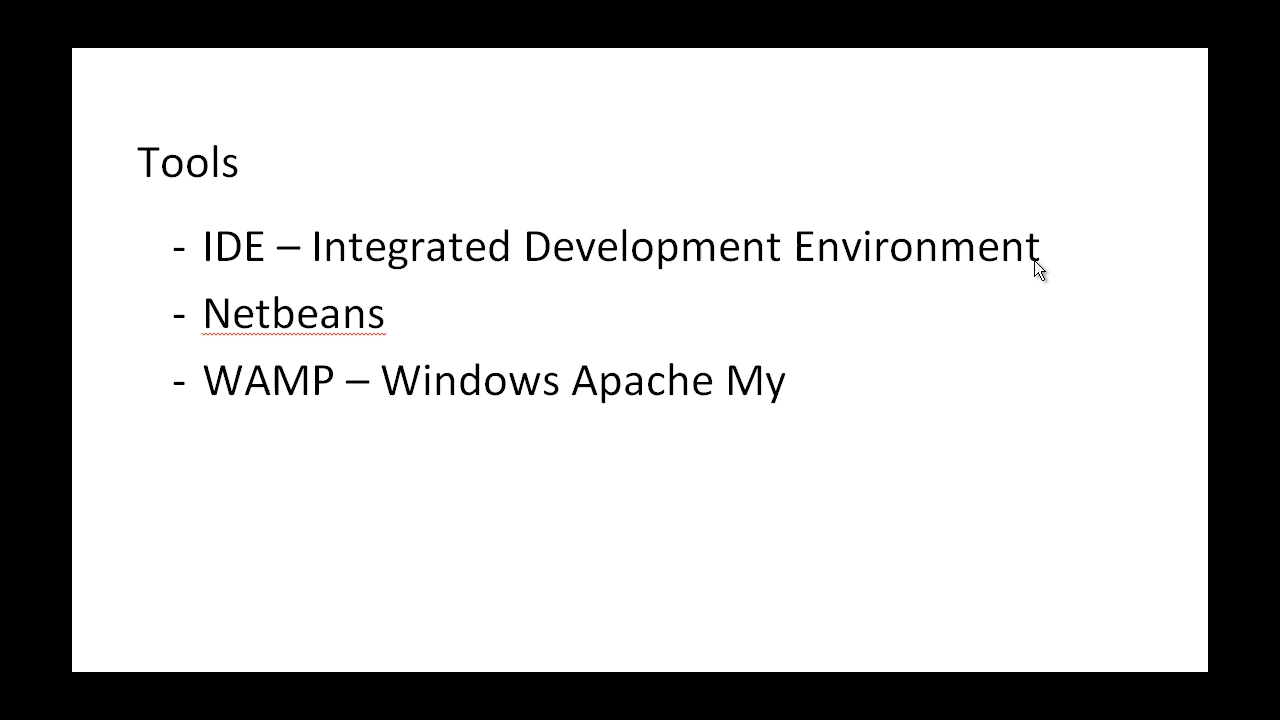 Tools
- IDE – Integrated Development Environment
- Netbeans
- WAMP – Windows Apache My